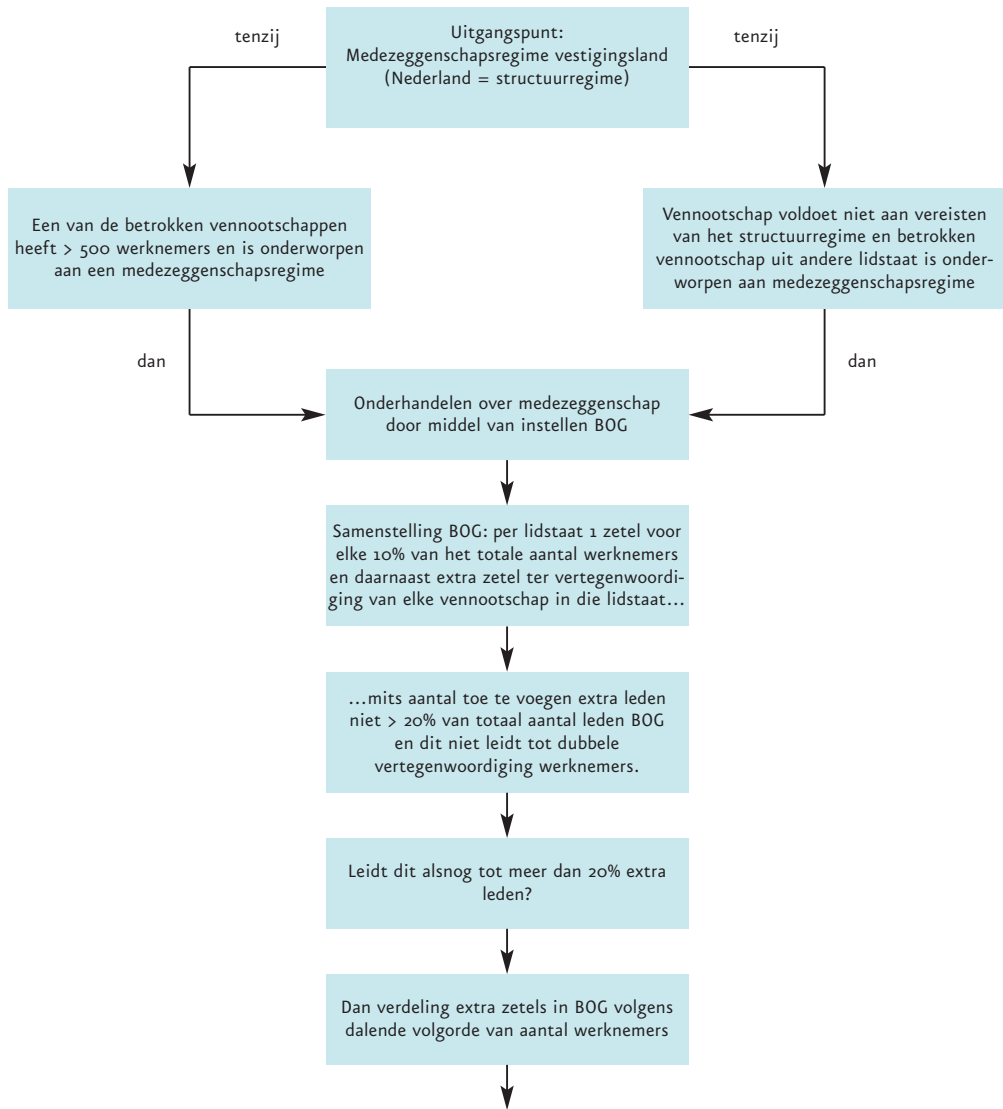 tenzij
Uitgangspunt:
Medezeggenschapsregime vestigingsland
(Nederland = structuurregime)
tenzij
Een van de betrokken vennootschappen
heeft > 500 werknemers en is onderworpen
aan een medezeggenschapsregime
Vennootschap voldoet niet aan vereisten
van het structuurregime en betrokken
vennootschap uit andere lidstaat is onder-
worpen aan medezeggenschapsregime
dan
dan
Onderhandelen over medezeggenschap
door middel van instellen BOG
Samenstelling BOG: per lidstaat 1 zetel voor
elke 10% van het totale aantal werknemers
en daarnaast extra zetel ter vertegenwoordi-
ging van elke vennootschap in die lidstaat...
...mits aantal toe te voegen extra leden
niet > 20% van totaal aantal leden BOG
en dit niet leidt tot dubbele
vertegenwoordiging werknemers.
Leidt dit alsnog tot meer dan 20% extra
leden?
Dan verdeling extra zetels in BOG volgens
dalende volgorde van aantal werknemers